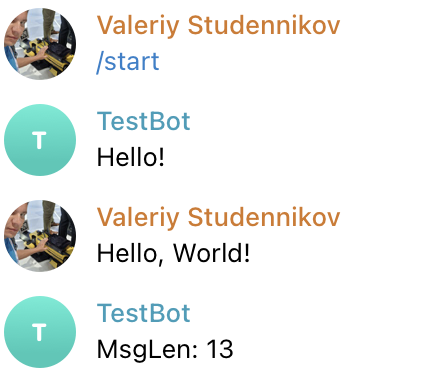 Valeriy Studennikov
/start
T
TestBot
Hello!
Valeriy Studennikov
Hello, World!
T
TestBot
MsgLen: 13